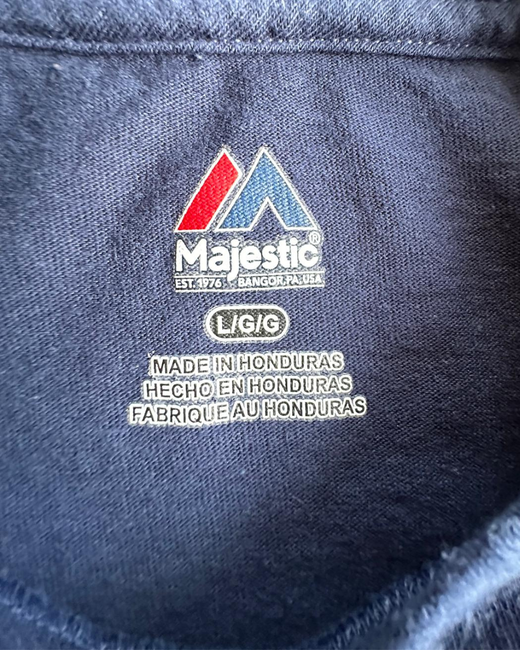 Majestic®
EST. 1976 BANGOR, PA, USA
L/G/G
MADE IN HONDURAS
HECHO EN HONDURAS
FABRIQUE AU HONDURAS